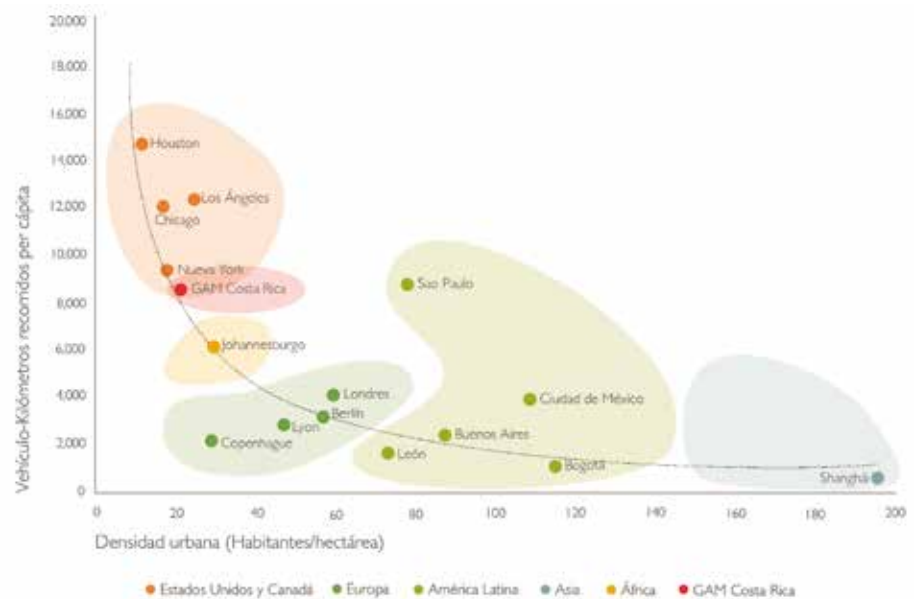 20.000
18.000
16.000
14.000
12.000
10.000
8.000
6.000
4.000
2.000
0
Vehículo-Kilómetros recorridos per cápita
Houston
Los Ángeles
Chicago
Nueva York
GAM Costa Rica
Johannesburgo
Sao Paulo
Londres
Berlín
Lyon
Copenhague
Ciudad de México
Buenos Aires
León
Bogotá
Shanghái
0 20 40 60 80 100 120 140 160 180 200
Densidad urbana (Habitantes/hectárea)
Estados Unidos y Canadá Europa América Latina Asia África GAM Costa Rica